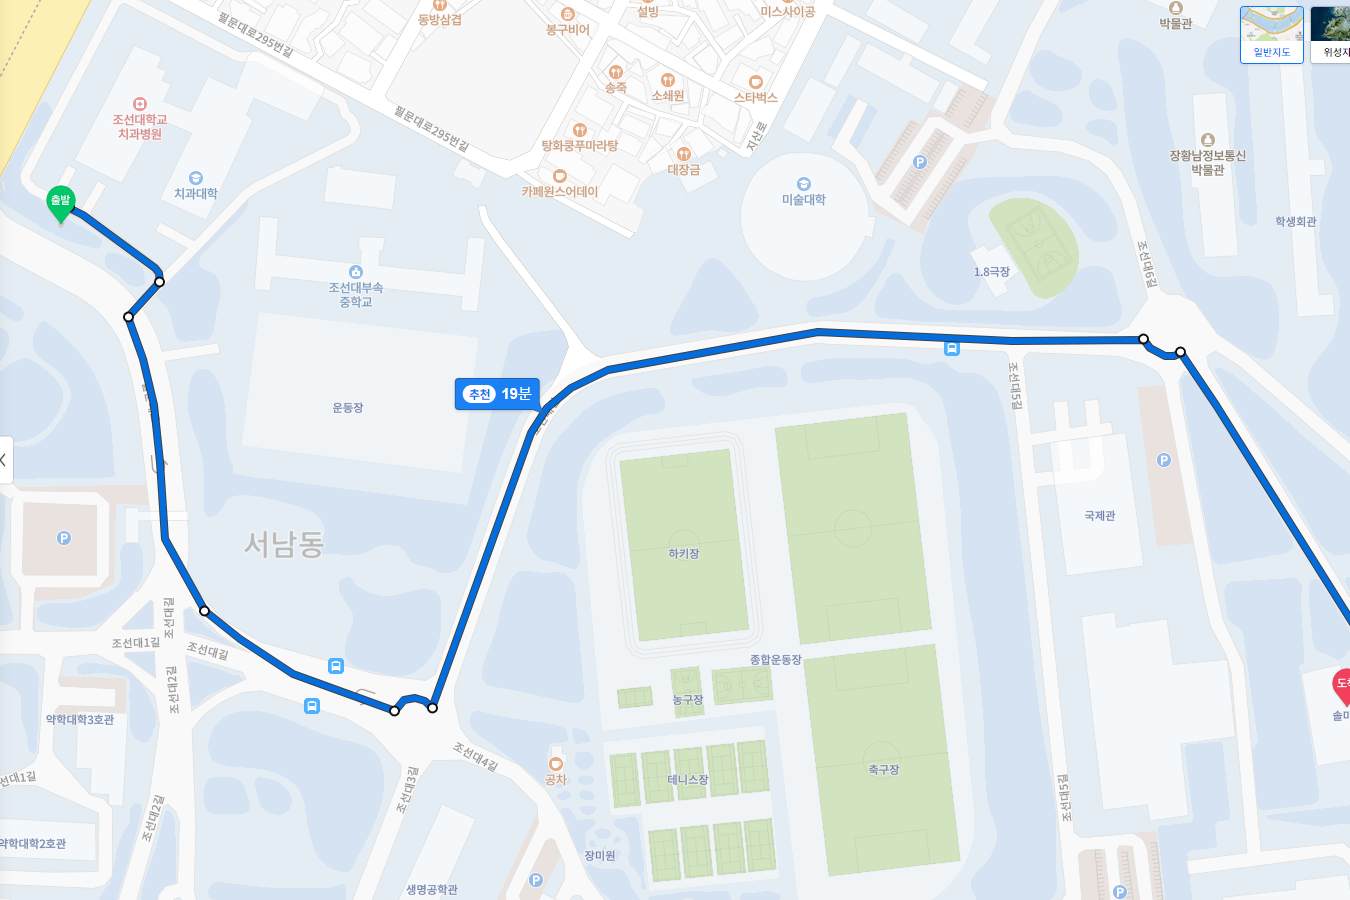 필문대로295번길
동방삼겹
봉구비어
설빙
미스사이공
박물관
일반지도
위성지
조선대학교
치과병원
필문대로295번길
송죽
소쇄원
스타벅스
지산로
탕화쿵푸마라탕
대장금
카페원스어데이
치과대학
미술대학
장황남정보통신
박물관
학생회관
출발
1.8극장
조선대6길
조선대부속
중학교
추천 19분
운동장
조선대5길
서남동
하키장
국제관
조선대1길
조선대길
조선대길
조선대2길
종합운동장
농구장
도착
솔마
약학대학3호관
조선대4길
공차
테니스장
축구장
선대1길
조선대3길
조선대2길
조선대5길
약학대학2호관
장미원
생명공학관
P
P
P
P
P